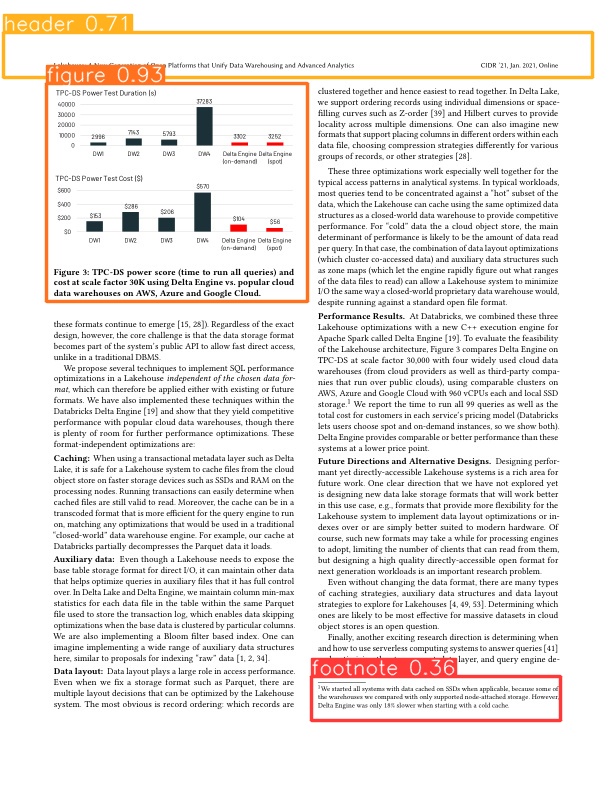 header 0.71
Platforms that Unify Data Warehousing and Advanced Analytics
CIDR '21, Jan. 2021, Online
figure 0.93
TPC-DS Power Test Duration (s)
40000
30000
20000
10000
0
2996
7143
5793
37283
3302
3252
DW1
DW2
DW3
DW4
Delta Engine (on-demand)
Delta Engine (spot)
TPC-DS Power Test Cost ($)
$600
$400
$200
$0
$153
$286
$206
$570
$104
$56
DW1
DW2
DW3
DW4
Delta Engine (on-demand)
Delta Engine (spot)
Figure 3: TPC-DS power score (time to run all queries) and
cost at scale factor 30K using Delta Engine vs. popular cloud
data warehouses on AWS, Azure and Google Cloud.
these formats continue to emerge [15, 28]). Regardless of the exact
design, however, the core challenge is that the data storage format
becomes part of the system's public API to allow fast direct access,
unlike in a traditional DBMS.
We propose several techniques to implement SQL performance
optimizations in a Lakehouse independent of the chosen data for-
mat, which can therefore be applied either with existing or future
formats. We have also implemented these techniques within the
Databricks Delta Engine [19] and show that they yield competitive
performance with popular cloud data warehouses, though there
is plenty of room for further performance optimizations. These
format-independent optimizations are:
Caching: When using a transactional metadata layer such as Delta
Lake, it is safe for a Lakehouse system to cache files from the cloud
object store on faster storage devices such as SSDs and RAM on the
processing nodes. Running transactions can easily determine when
cached files are still valid to read. Moreover, the cache can be in a
transcoded format that is more efficient for the query engine to run
on, matching any optimizations that would be used in a traditional
"closed-world" data warehouse engine. For example, our cache at
Databricks partially decompresses the Parquet data it loads.
Auxiliary data: Even though a Lakehouse needs to expose the
base table storage format for direct I/O, it can maintain other data
that helps optimize queries in auxiliary files that it has full control
over. In Delta Lake and Delta Engine, we maintain column min-max
statistics for each data file in the table within the same Parquet
file used to store the transaction log, which enables data skipping
optimizations when the base data is clustered by particular columns.
We are also implementing a Bloom filter based index. One can
imagine implementing a wide range of auxiliary data structures
here, similar to proposals for indexing "raw" data [1, 2, 34].
Data layout: Data layout plays a large role in access performance.
Even when we fix a storage format such as Parquet, there are
multiple layout decisions that can be optimized by the Lakehouse
system. The most obvious is record ordering: which records are
clustered together and hence easiest to read together. In Delta Lake,
we support ordering records using individual dimensions or space-
filling curves such as Z-order [39] and Hilbert curves to provide
locality across multiple dimensions. One can also imagine new
formats that support placing columns in different orders within each
data file, choosing compression strategies differently for various
groups of records, or other strategies [28].
These three optimizations work especially well together for the
typical access patterns in analytical systems. In typical workloads,
most queries tend to be concentrated against a "hot" subset of the
data, which the Lakehouse can cache using the same optimized data
structures as a closed-world data warehouse to provide competitive
performance. For "cold" data the a cloud object store, the main
determinant of performance is likely to be the amount of data read
per query. In that case, the combination of data layout optimizations
(which cluster co-accessed data) and auxiliary data structures such
as zone maps (which let the engine rapidly figure out what ranges
of the data files to read) can allow a Lakehouse system to minimize
I/O the same way a closed-world proprietary data warehouse would,
despite running against a standard open file format.
Performance Results. At Databricks, we combined these three
Lakehouse optimizations with a new C++ execution engine for
Apache Spark called Delta Engine [19]. To evaluate the feasibility
of the Lakehouse architecture, Figure 3 compares Delta Engine on
TPC-DS at scale factor 30,000 with four widely used cloud data
warehouses (from cloud providers as well as third-party compa-
nies that run over public clouds), using comparable clusters on
AWS, Azure and Google Cloud with 960 vCPUs each and local SSD
storage.² We report the time to run all 99 queries as well as the
total cost for customers in each service's pricing model (Databricks
lets users choose spot and on-demand instances, so we show both).
Delta Engine provides comparable or better performance than these
systems at a lower price point.
Future Directions and Alternative Designs. Designing perfor-
mant yet directly-accessible Lakehouse systems is a rich area for
future work. One clear direction that we have not explored yet
is designing new data lake storage formats that will work better
in this use case, e.g., formats that provide more flexibility for the
Lakehouse system to implement data layout optimizations or in-
dexes over or are simply better suited to modern hardware. Of
course, such new formats may take a while for processing engines
to adopt, limiting the number of clients that can read from them,
but designing a high quality directly-accessible open format for
next generation workloads is an important research problem.
Even without changing the data format, there are many types
of caching strategies, auxiliary data structures and data layout
strategies to explore for Lakehouses [4, 49, 53]. Determining which
ones are likely to be most effective for massive datasets in cloud
object stores is an open question.
Finally, another exciting research direction is determining when
and how to use serverless computing systems to answer queries [41]
layer, and query engine de-
footnote 0.36
²We started all systems with data cached on SSDs when applicable, because some of
the warehouses we compared with only supported node-attached storage. However,
Delta Engine was only 18% slower when starting with a cold cache.